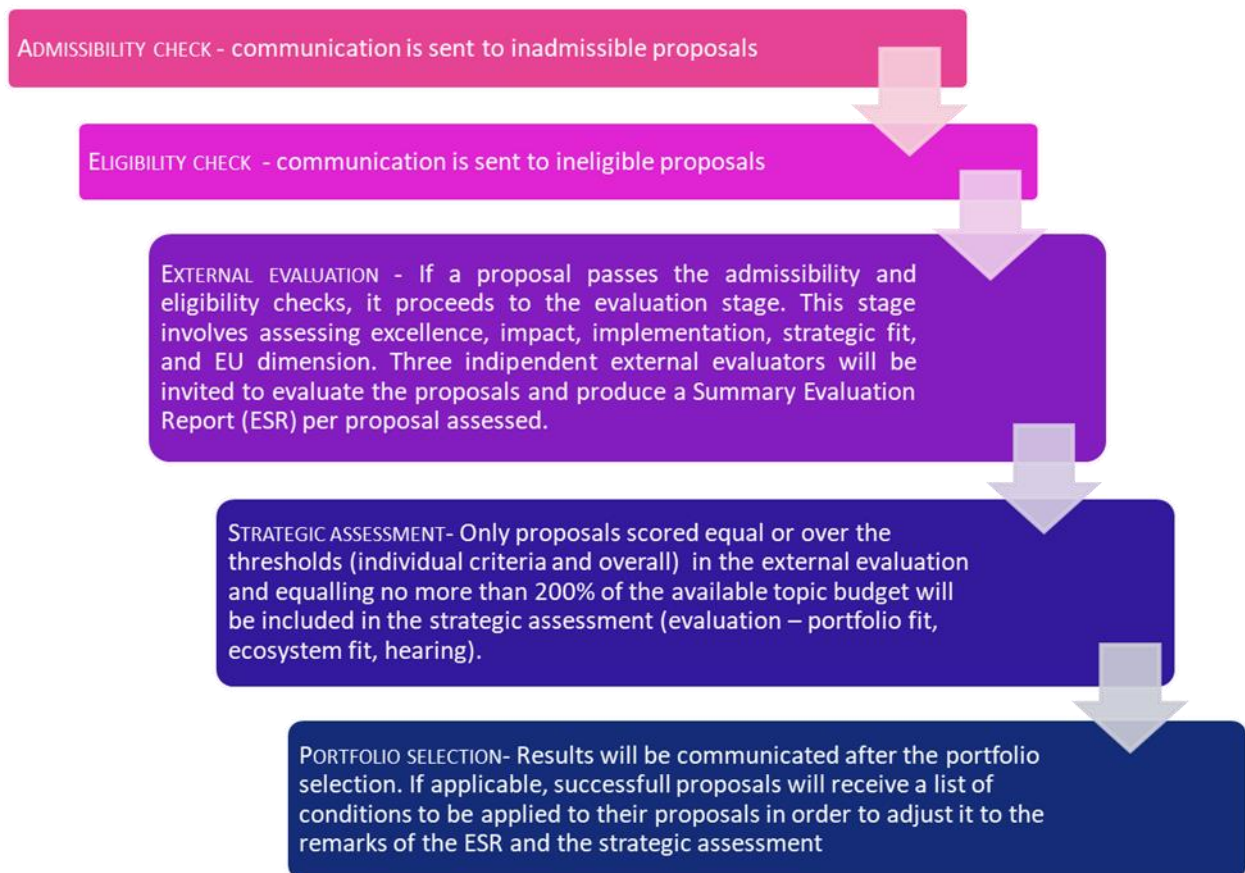 ADMISSIBILITY CHECK - communication is sent to inadmissible proposals
ELIGIBILITY CHECK - communication is sent to ineligible proposals
EXTERNAL EVALUATION - If a proposal passes the admissibility and
eligibility checks, it proceeds to the evaluation stage. This stage
involves assessing excellence, impact, implementation, strategic fit,
and EU dimension. Three indipendent external evaluators will be
invited to evaluate the proposals and produce a Summary Evaluation
Report (ESR) per proposal assessed.
STRATEGIC ASSESSMENT- Only proposals scored equal or over the
thresholds (individual criteria and overall) in the external evaluation
and equalling no more than 200% of the available topic budget will
be included in the strategic assessment (evaluation – portfolio fit,
ecosystem fit, hearing).
PORTFOLIO SELECTION- Results will be communicated after the portfolio
selection. If applicable, successfull proposals will receive a list of
conditions to be applied to their proposals in order to adjust it to the
remarks of the ESR and the strategic assessment